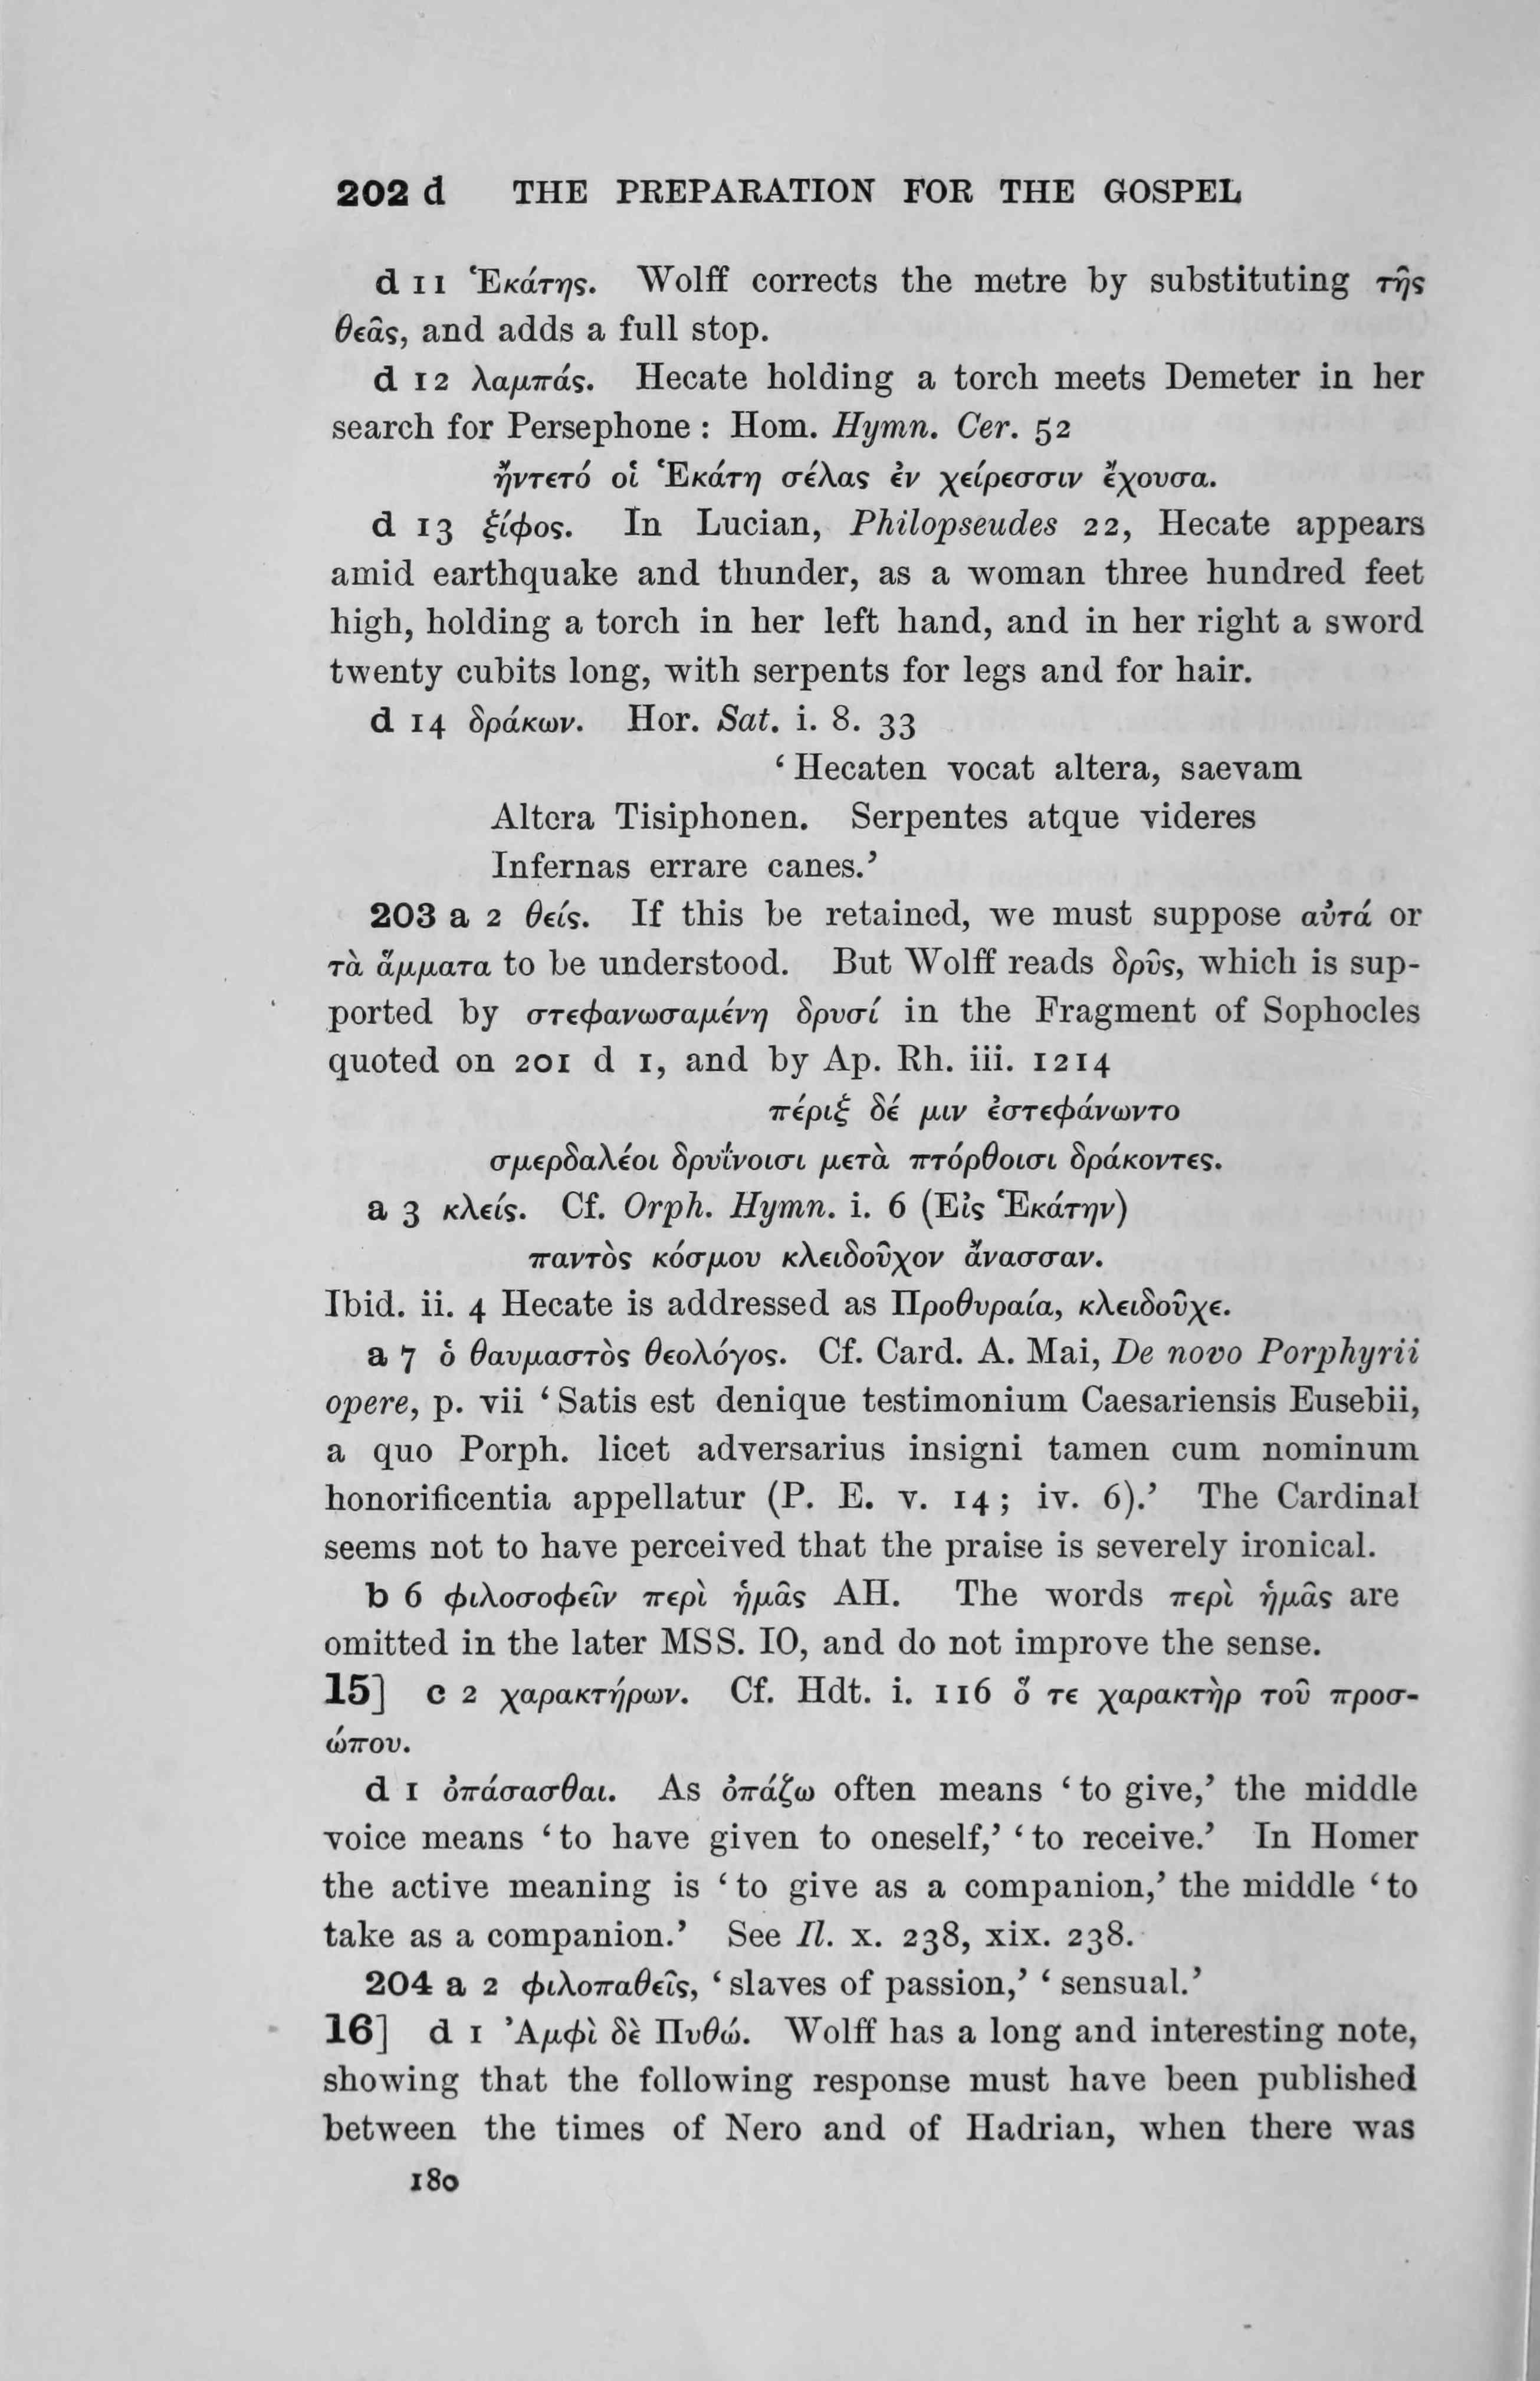 202 d THE PREPARATION FOR THE GOSPEL
d 11 Ἑκάτης. Wolff corrects the metre by substituting τῆς
θεᾶς, and adds a full stop.
d 12 λαμπάς. Hecate holding a torch meets Demeter in her
search for Persephone : Hom. Hymn. Cer. 52
ἤντετό οἱ Ἑκάτη σέλας ἐν χείρεσσιν ἔχουσα.
d 13 ξίφος. In Lucian, Philopseudes 22, Hecate appears
amid earthquake and thunder, as a woman three hundred feet
high, holding a torch in her left hand, and in her right a sword
twenty cubits long, with serpents for legs and for hair.
d 14 δράκων. Hor. Sat. i. 8. 33
‘ Hecaten vocat altera, saevam
Altera Tisiphonen. Serpentes atque videres
Infernas errare canes.’
203 a 2 θείς. If this be retained, we must suppose αὐτά or
τὰ ἅμματα to be understood. But Wolff reads δρῦς, which is sup-
ported by στεφανωσαμένη δρυσί in the Fragment of Sophocles
quoted on 201 d 1, and by Ap. Rh. iii. 1214
πέριξ δέ μιν ἐστεφάνωντο
σμερδαλέοι δρυΐνοισι μετὰ πτόρθοισι δράκοντες.
a 3 κλείς. Cf. Orph. Hymn. i. 6 (Εἰς Ἑκάτην)
παντὸς κόσμου κλειδοῦχον ἄνασσαν.
Ibid. ii. 4 Hecate is addressed as Προθυραία, κλειδοῦχε.
a 7 ὁ θαυμαστὸς θεολόγος. Cf. Card. A. Mai, De novo Porphyrii
opere, p. vii ‘ Satis est denique testimonium Caesariensis Eusebii,
a quo Porph. licet adversarius insigni tamen cum nominum
honorificentia appellatur (P. E. v. 14 ; iv. 6).’ The Cardinal
seems not to have perceived that the praise is severely ironical.
b 6 φιλοσοφεῖν περὶ ἡμᾶς AH. The words περὶ ἡμᾶς are
omitted in the later MSS. IO, and do not improve the sense.
15] c 2 χαρακτήρων. Cf. Hdt. i. 116 ὅ τε χαρακτὴρ τοῦ προσ-
ώπου.
d 1 ὀπάσασθαι. As ὀπάζω often means ‘ to give,’ the middle
voice means ‘ to have given to oneself,’ ‘ to receive.’ In Homer
the active meaning is ‘ to give as a companion,’ the middle ‘ to
take as a companion.’ See Il. x. 238, xix. 238.
204 a 2 φιλοπαθεῖς, ‘ slaves of passion,’ ‘ sensual.’
16] d 1 Ἀμφὶ δὲ Πυθώ. Wolff has a long and interesting note,
showing that the following response must have been published
between the times of Nero and of Hadrian, when there was
180